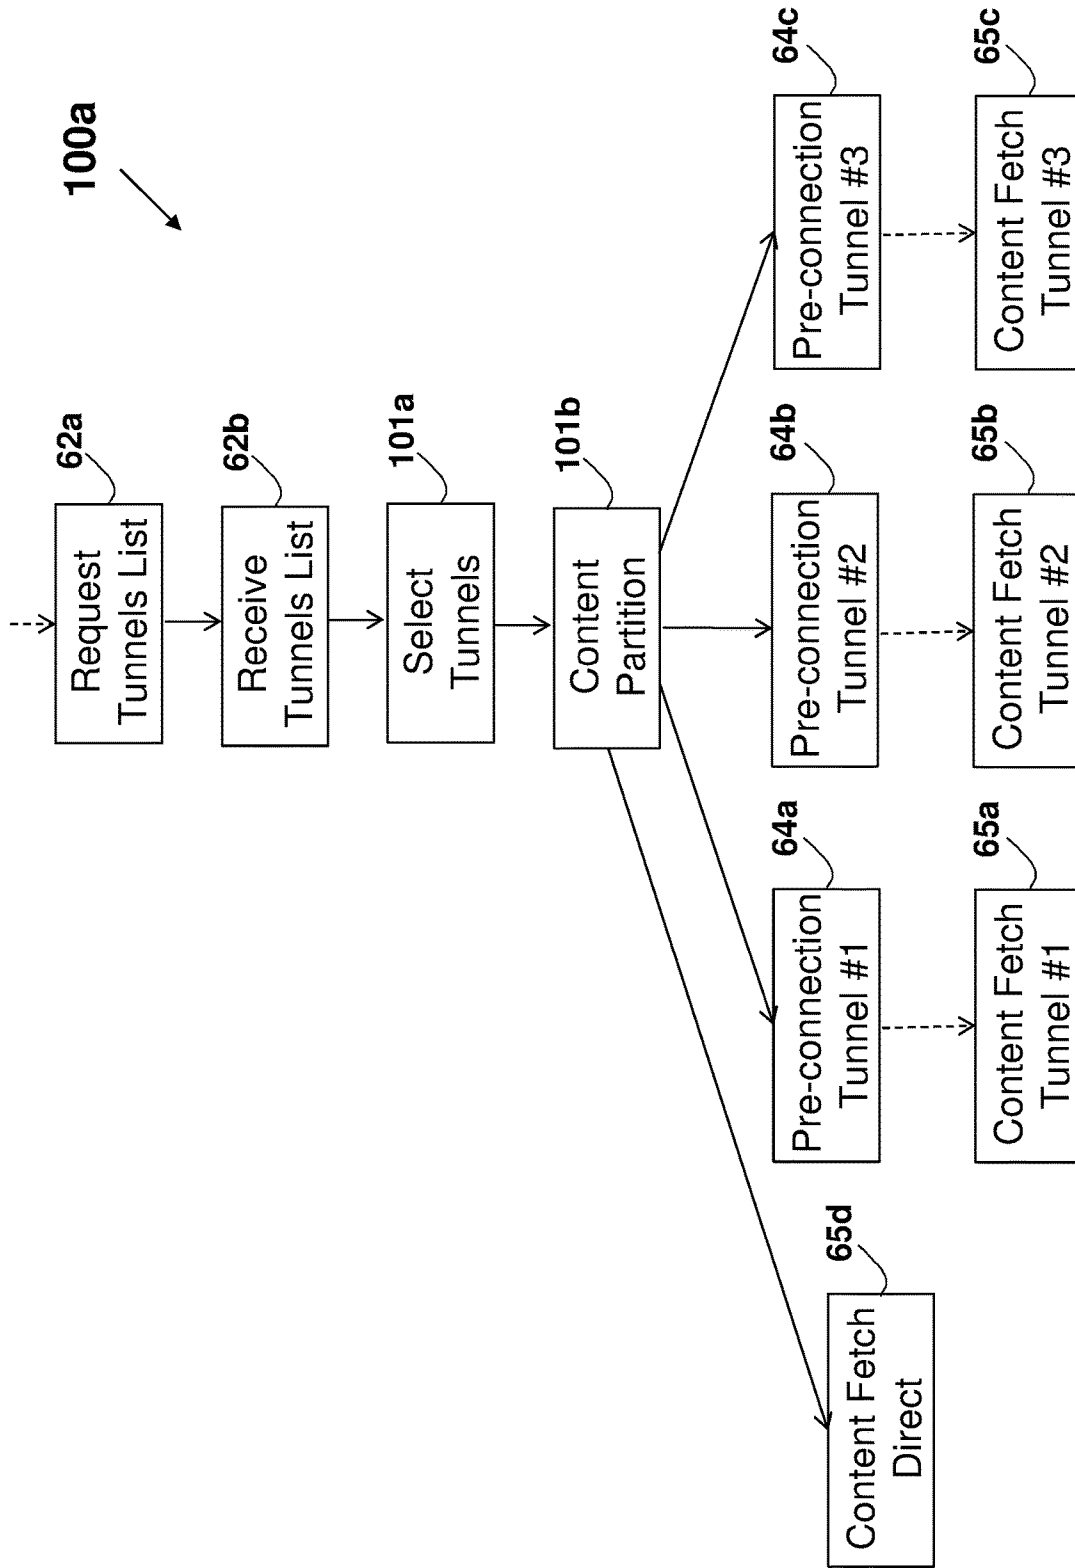 100a
62a
Request
Tunnels List
62b
Receive
Tunnels List
101a
Select
Tunnels
101b
Content
Partition
65d
Content Fetch
Direct
64a
Pre-connection
Tunnel #1
64b
Pre-connection
Tunnel #2
64c
Pre-connection
Tunnel #3
65a
Content Fetch
Tunnel #1
65b
Content Fetch
Tunnel #2
65c
Content Fetch
Tunnel #3